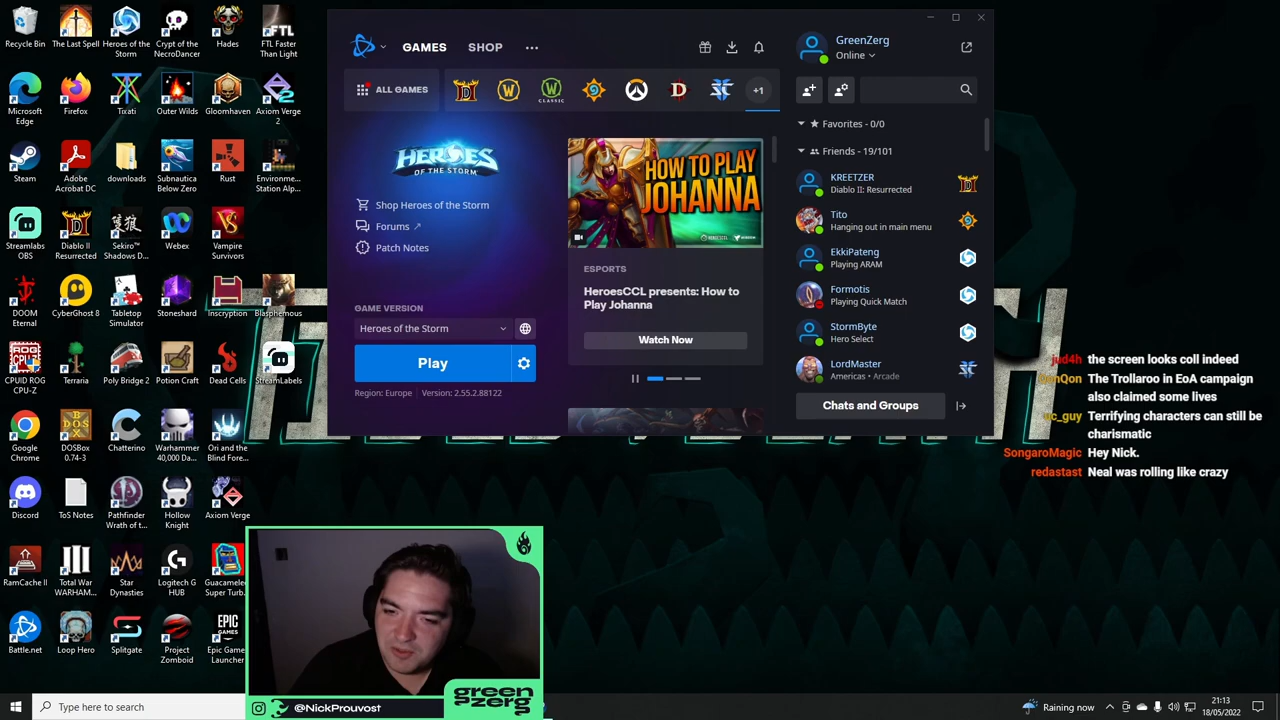 Recycle Bin
The Last Spell
Heroes of the
Storm
Crypt of the
NecroDancer
Hades
FTL
FTL Faster
Than Light
Microsoft
Edge
Firefox
Tixati
Outer Wilds
Gloomhaven
Axiom Verge
2
Steam
Adobe
Acrobat DC
downloads
Subnautica
Below Zero
Rust
Environme...
Station Alp...
Streamlabs
OBS
Diablo II
Resurrected
Sekiro™
Shadows D...
Webex
Vampire
Survivors
DOOM
Eternal
CyberGhost 8
Tabletop
Simulator
Stoneshard
Inscryption
Blasphemous
CPUID ROG
CPU-Z
Terraria
Poly Bridge 2
Potion Craft
Dead Cells
StreamLabels
Google
Chrome
DOSBox
0.74-3
Chatterino
Warhammer
40,000 Da...
Ori and the
Blind Fore...
Discord
ToS Notes
Pathfinder
Wrath of t...
Hollow
Knight
Axiom Verge
RamCache II
Total War
WARHAM...
Star
Dynasties
Logitech G
HUB
Guacamelee
Super Turb...
Battle.net
Loop Hero
Splitgate
Project
Zomboid
EPIC
GAMES
Epic Games
Launcher
GAMES
SHOP
ALL GAMES
CLASSIC
+1
HEROES
OF THE STORM
Shop Heroes of the Storm
Forums ↗
Patch Notes
GAME VERSION
Heroes of the Storm
Play
Region: Europe
Version: 2.55.2.88122
HOW TO PLAY
JOHANNA
ESPORTS
HeroesCCL presents: How to
Play Johanna
Watch Now
GreenZerg
Online
Favorites - 0/0
Friends - 19/101
KREETZER
Diablo II: Resurrected
Tito
Hanging out in main menu
EkkiPateng
Playing ARAM
Formotis
Playing Quick Match
StormByte
Hero Select
LordMaster
Americas • Arcade
Chats and Groups
jud4h the screen looks coll indeed
The Trollaroo in EoA campaign
also claimed some lives
Terrifying characters can still be
charismatic
SongaroMagic Hey Nick.
redastast Neal was rolling like crazy
@NickProuvost
green
zerg
Type here to search
Raining now
21:13
18/05/2022